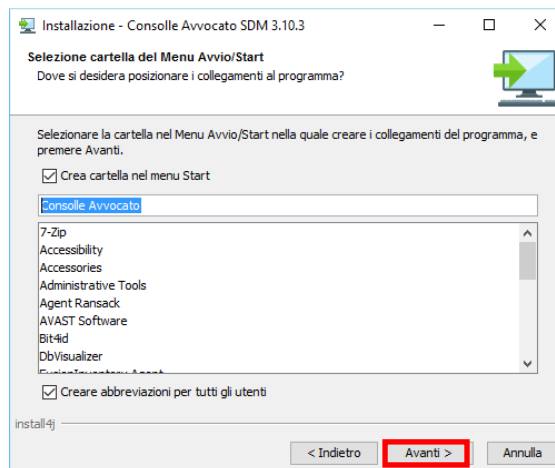 Installazione - Consolle Avvocato SDM 3.10.3
Selezione cartella del Menu Avvio/Start
Dove si desidera posizionare i collegamenti al programma?
Selezionare la cartella nel Menu Avvio/Start nella quale creare i collegamenti del programma, e
premere Avanti.
Crea cartella nel menu Start
Consolle Avvocato
7-Zip
Accessibility
Accessories
Administrative Tools
Agent Ransack
AVAST Software
Bit4id
DbVisualizer
FusionInventory Agent
Creare abbreviazioni per tutti gli utenti
install4j
< Indietro
Avanti >
Annulla